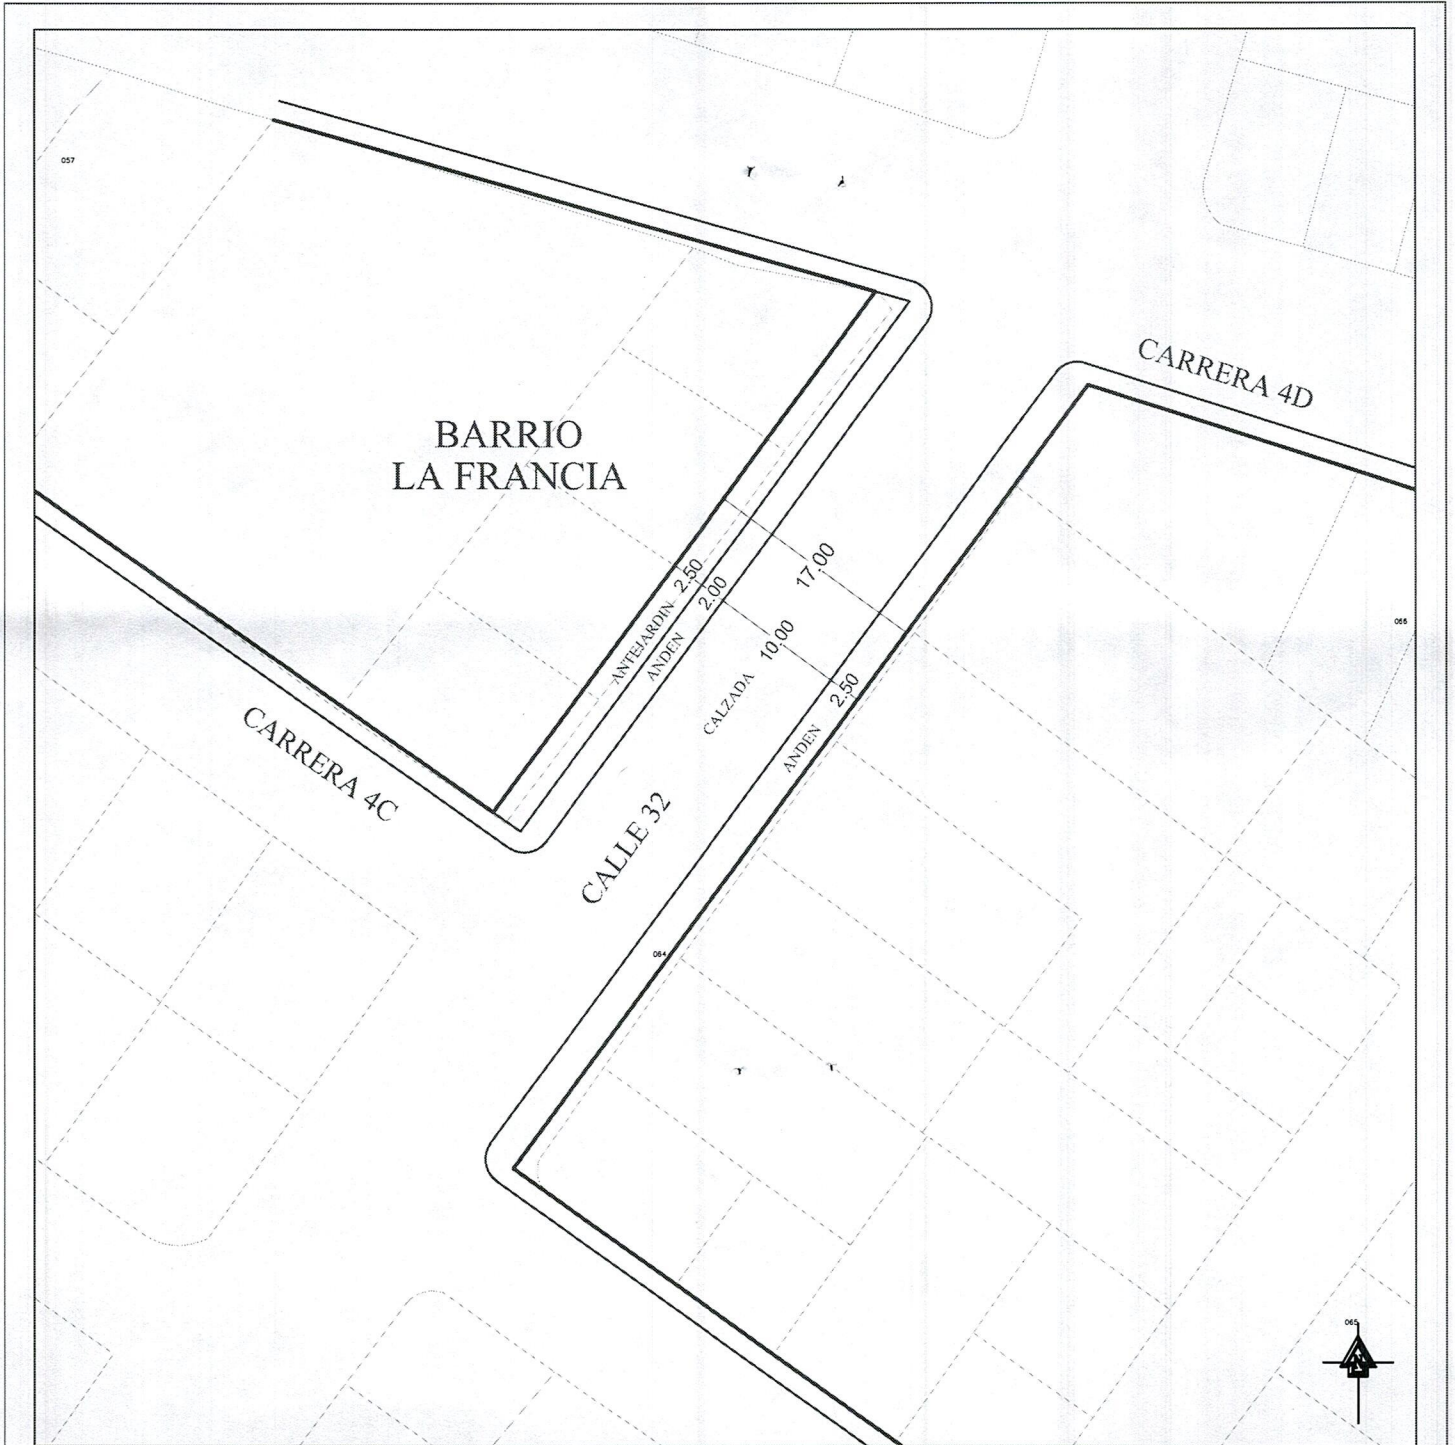 057
CARRERA 4D
BARRIO
LA FRANCIA
17.00
2.50
2.00
ANTEJARDIN
ANDEN
10.00
CALZADA
2.50
ANDEN
CARRERA 4C
CALLE 32
064
065
N